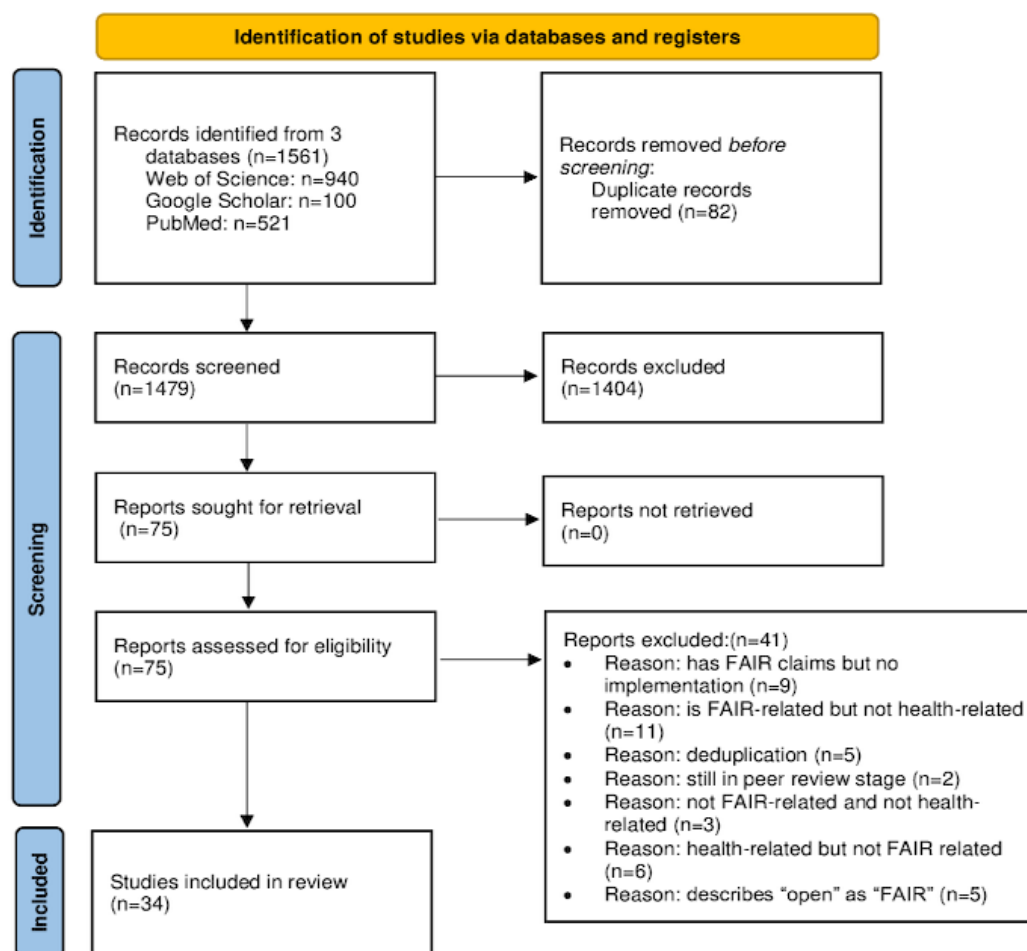 Identification of studies via databases and registers
Identification
Records identified from 3
databases (n=1561)
Web of Science: n=940
Google Scholar: n=100
PubMed: n=521
Records removed before
screening:
Duplicate records
removed (n=82)
Screening
Records screened
(n=1479)
Records excluded
(n=1404)
Reports sought for retrieval
(n=75)
Reports not retrieved
(n=0)
Reports assessed for eligibility
(n=75)
Reports excluded:(n=41)
• Reason: has FAIR claims but no
implementation (n=9)
• Reason: is FAIR-related but not health-related
(n=11)
• Reason: deduplication (n=5)
• Reason: still in peer review stage (n=2)
• Reason: not FAIR-related and not health-
related (n=3)
• Reason: health-related but not FAIR related
(n=6)
• Reason: describes “open” as “FAIR” (n=5)
Included
Studies included in review
(n=34)